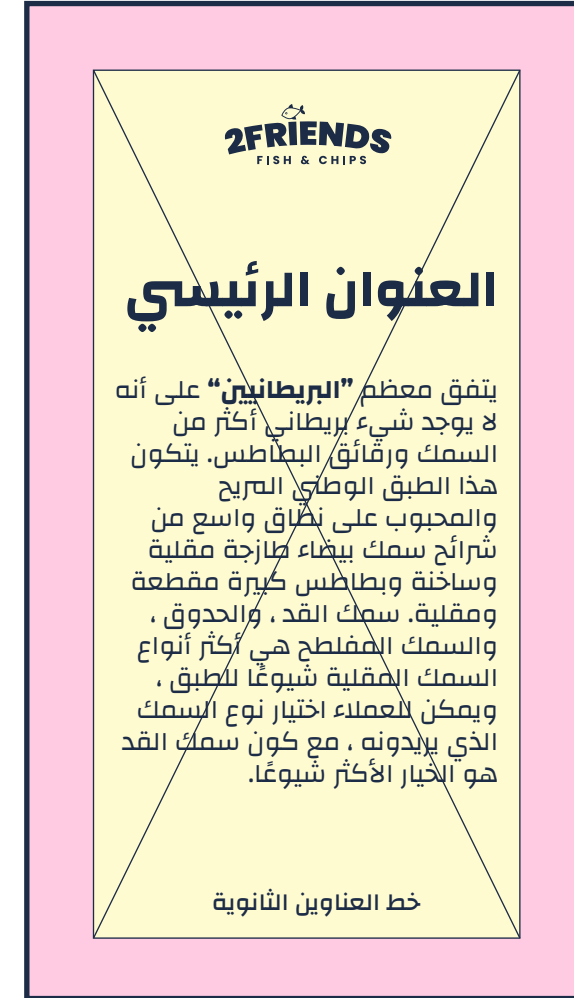 2FRIENDS
FISH & CHIPS
العنوان الرئيسي
يتفق معظم ”البريطانيين“ على أنه
لا يوجد شيء بريطاني أكثر من
السمك ورقائق البطاطس. يتكون
هذا الطبق الوطني المريح
والمحبوب على نطاق واسع من
شرائح سمك بيضاء طازجة مقلية
وساخنة وبطاطس كبيرة مقطعة
ومقلية. سمك القد ، والحدوق ،
والسمك المفلطح هي أكثر أنواع
السمك المقلية شيوعًا للطبق ،
ويمكن للعملاء اختيار نوع السمك
الذي يريدونه ، مع كون سمك القد
هو الخيار الأكثر شيوعًا.
خط العناوين الثانوية